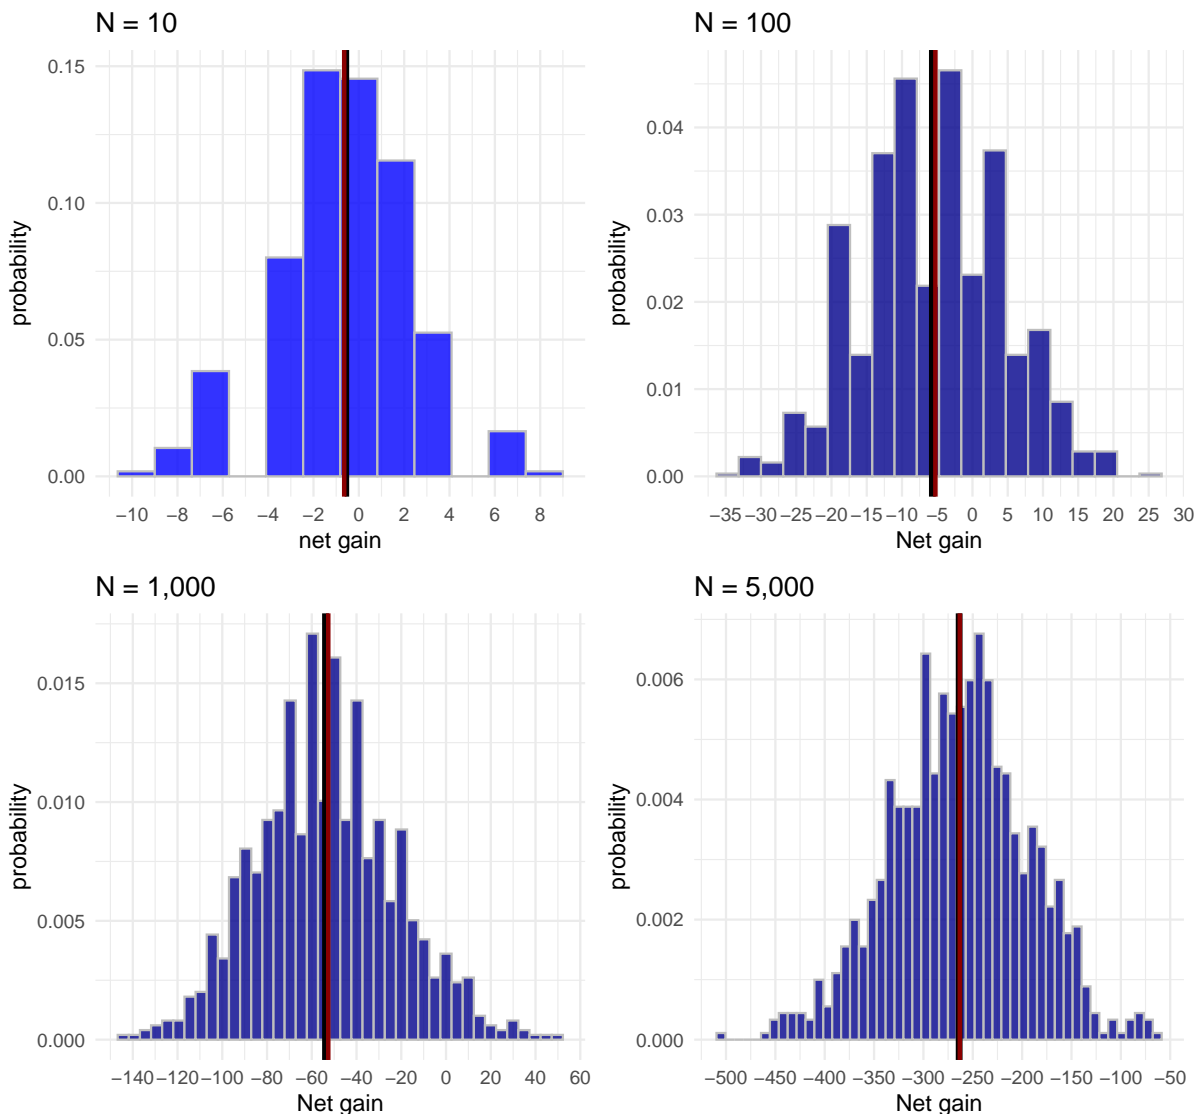 N = 10
0.15
0.10
0.05
0.00
probability
−10 −8 −6 −4 −2 0 2 4 6 8
net gain
N = 100
0.04
0.03
0.02
0.01
0.00
probability
−35 −30 −25 −20 −15 −10 −5 0 5 10 15 20 25 30
Net gain
N = 1,000
0.015
0.010
0.005
0.000
probability
−140 −120 −100 −80 −60 −40 −20 0 20 40 60
Net gain
N = 5,000
0.006
0.004
0.002
0.000
probability
−500 −450 −400 −350 −300 −250 −200 −150 −100 −50
Net gain